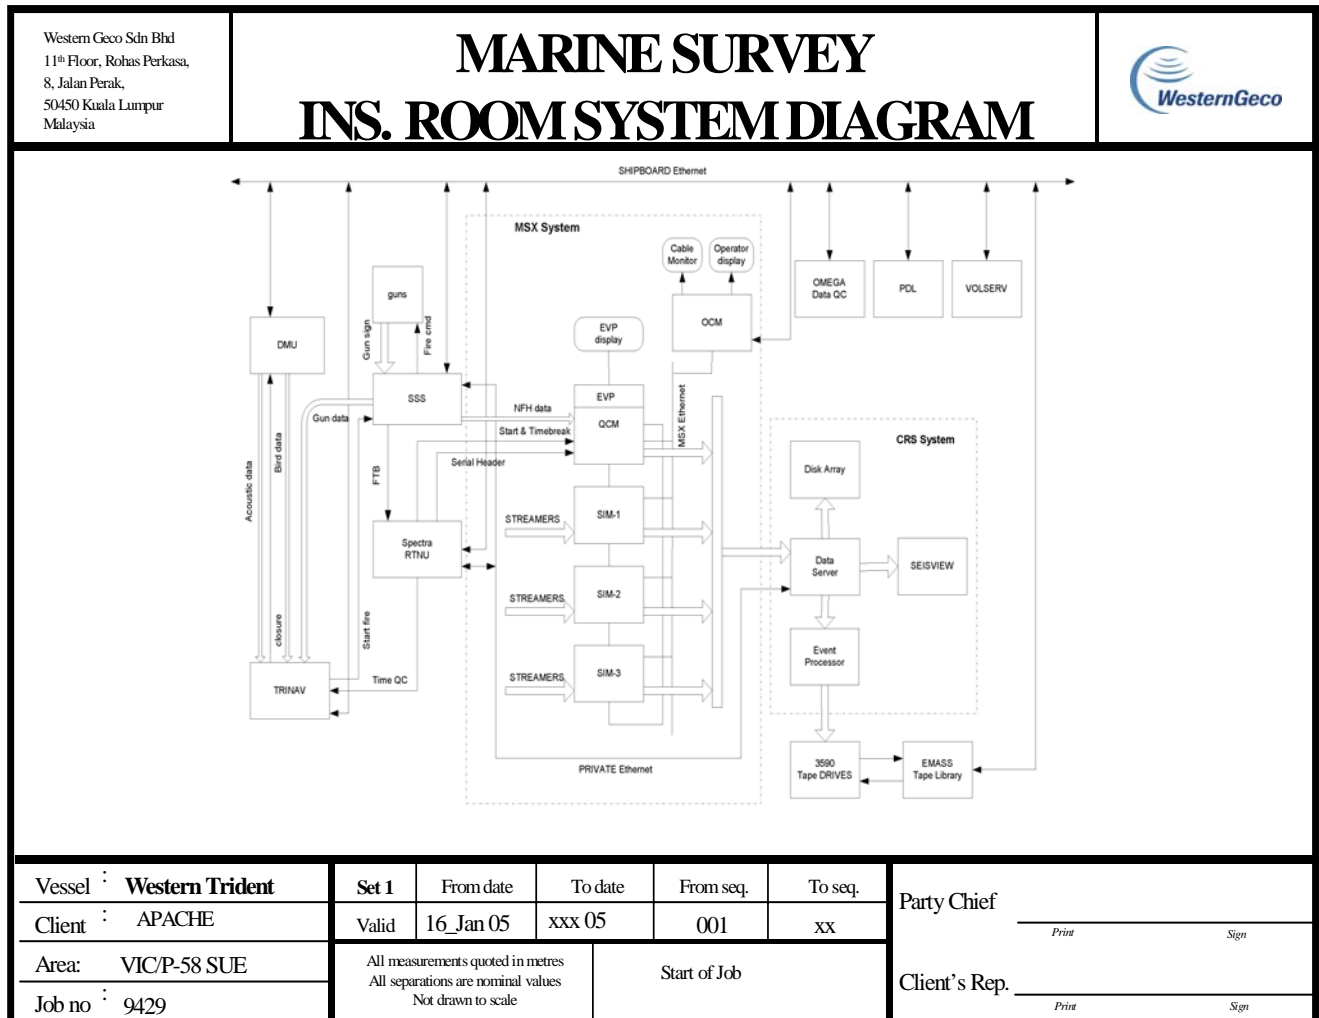 Western Geco Sdn Bhd
11th Floor, Rohas Perkasa,
8, Jalan Perak,
50450 Kuala Lumpur
Malaysia
MARINE SURVEY
INS. ROOM SYSTEM DIAGRAM
WesternGeco
SHIPBOARD Ethernet
MSX System
Cable
Monitor
Operator
display
OMEGA
Data QC
PDL
VOLSERV
guns
DMU
Gun sign
Fire cmd
EVP
display
OCM
SSS
EVP
QCM
MSX Ethernet
NFH data
Gun data
Start & Timebreak
Serial Header
CRS System
Disk Array
Acoustic data
Bird data
FTB
STREAMERS
SIM-1
Spectra
RTNU
Data
Server
SEISVIEW
STREAMERS
SIM-2
closure
Start fire
Event
Processor
STREAMERS
SIM-3
TRINAV
Time QC
PRIVATE Ethernet
3590
Tape DRIVES
EMASS
Tape Library
Vessel : Western Trident
Client : APACHE
Area: VIC/P-58 SUE
Job no : 9429
Set 1 From date To date From seq. To seq.
Valid 16_Jan 05 xxx 05 001 xx
All measurements quoted in metres
All separations are nominal values
Not drawn to scale
Start of Job
Party Chief
Print Sign
Client's Rep.
Print Sign